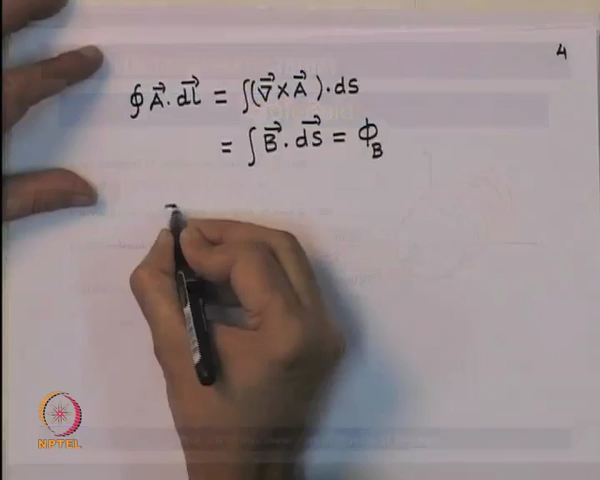 4
∮ A⃗ . dl⃗ = ∫(∇⃗ × A⃗) . ds
= ∫ B⃗ . ds⃗ = ϕ_B
NPTEL